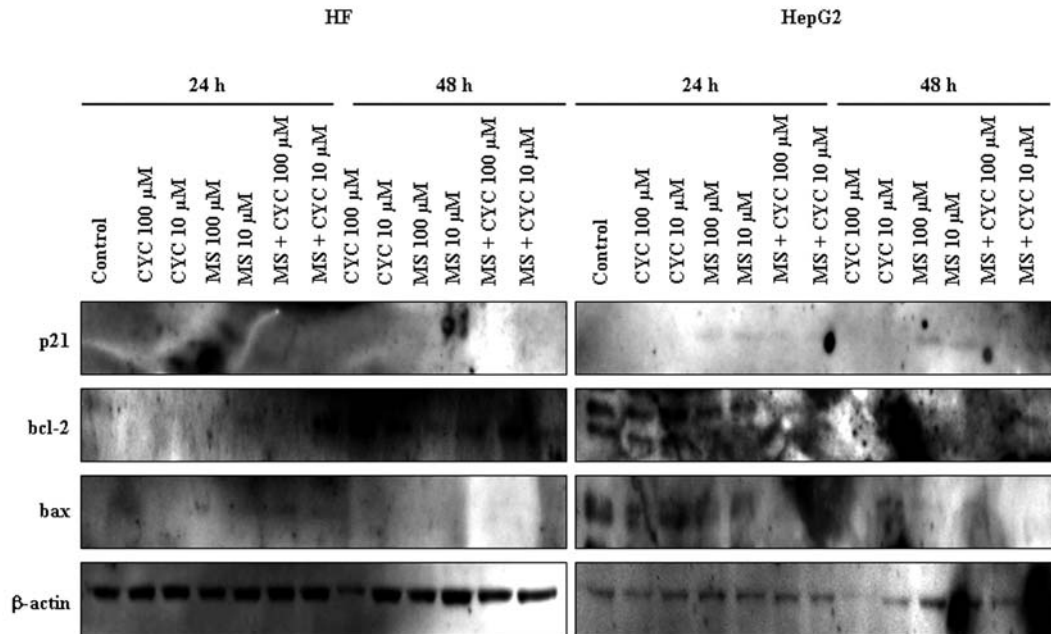 HF HepG2
24 h 48 h 24 h 48 h
Control
CYC 100 µM
CYC 10 µM
MS 100 µM
MS 10 µM
MS + CYC 100 µM
MS + CYC 10 µM
CYC 100 µM
CYC 10 µM
MS 100 µM
MS 10 µM
MS + CYC 100 µM
MS + CYC 10 µM
Control
CYC 100 µM
CYC 10 µM
MS 100 µM
MS 10 µM
MS + CYC 100 µM
MS + CYC 10 µM
CYC 100 µM
CYC 10 µM
MS 100 µM
MS 10 µM
MS + CYC 100 µM
MS + CYC 10 µM
p21
bcl-2
bax
β-actin